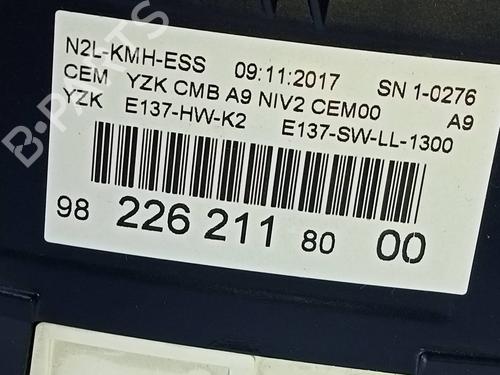 N2L-KMH-ESS 09:11:2017 SN 1-0276
CEM YZK CMB A9 NIV2 CEM00 A9
YZK E137-HW-K2 E137-SW-LL-1300
98 226 211 80 00